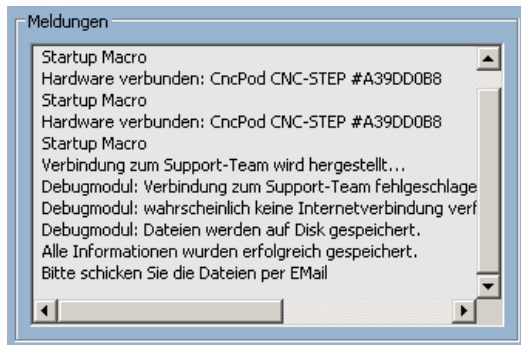 Meldungen
Startup Macro
Hardware verbunden: CncPod CNC-STEP #A39DD0B8
Startup Macro
Hardware verbunden: CncPod CNC-STEP #A39DD0B8
Startup Macro
Verbindung zum Support-Team wird hergestellt...
Debugmodul: Verbindung zum Support-Team fehlgeschlage
Debugmodul: wahrscheinlich keine Internetverbindung verf
Debugmodul: Dateien werden auf Disk gespeichert.
Alle Informationen wurden erfolgreich gespeichert.
Bitte schicken Sie die Dateien per EMail